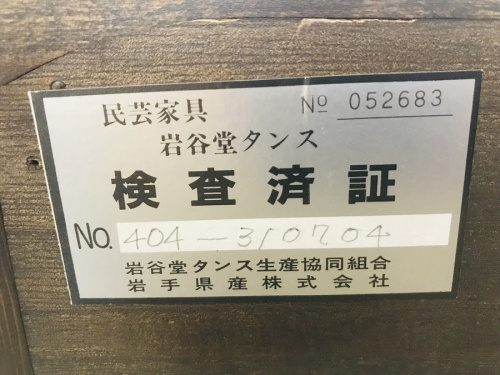 民芸家具 No 052683
岩谷堂タンス
検査済証
No. 404-310704
岩谷堂タンス生産協同組合
岩手県産株式会社